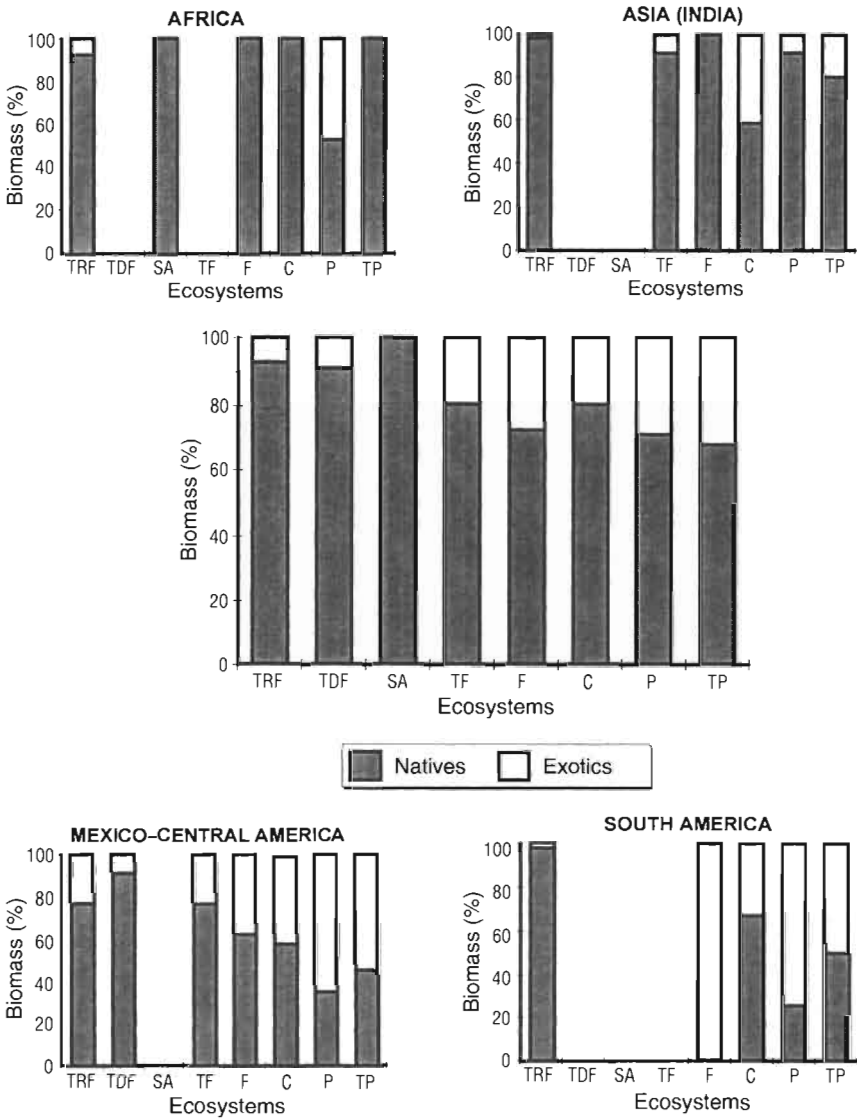 AFRICA
Biomass (%)
100
80
60
40
20
0
TRF TDF SA TF F C P TP
Ecosystems
ASIA (INDIA)
Biomass (%)
100
80
60
40
20
0
TRF TDF SA TF F C P TP
Ecosystems
Biomass (%)
100
80
60
40
20
0
TRF TDF SA TF F C P TP
Ecosystems
Natives Exotics
MEXICO–CENTRAL AMERICA
Biomass (%)
100
80
60
40
20
0
TRF TDF SA TF F C P TP
Ecosystems
SOUTH AMERICA
Biomass (%)
100
80
60
40
20
0
TRF TDF SA TF F C P TP
Ecosystems